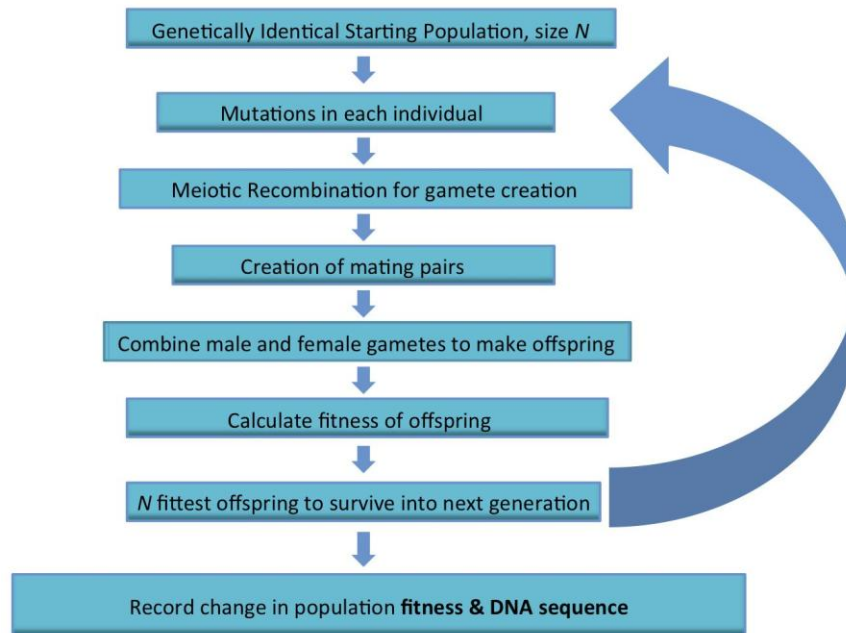 Genetically Identical Starting Population, size N
Mutations in each individual
Meiotic Recombination for gamete creation
Creation of mating pairs
Combine male and female gametes to make offspring
Calculate fitness of offspring
N fittest offspring to survive into next generation
Record change in population fitness & DNA sequence